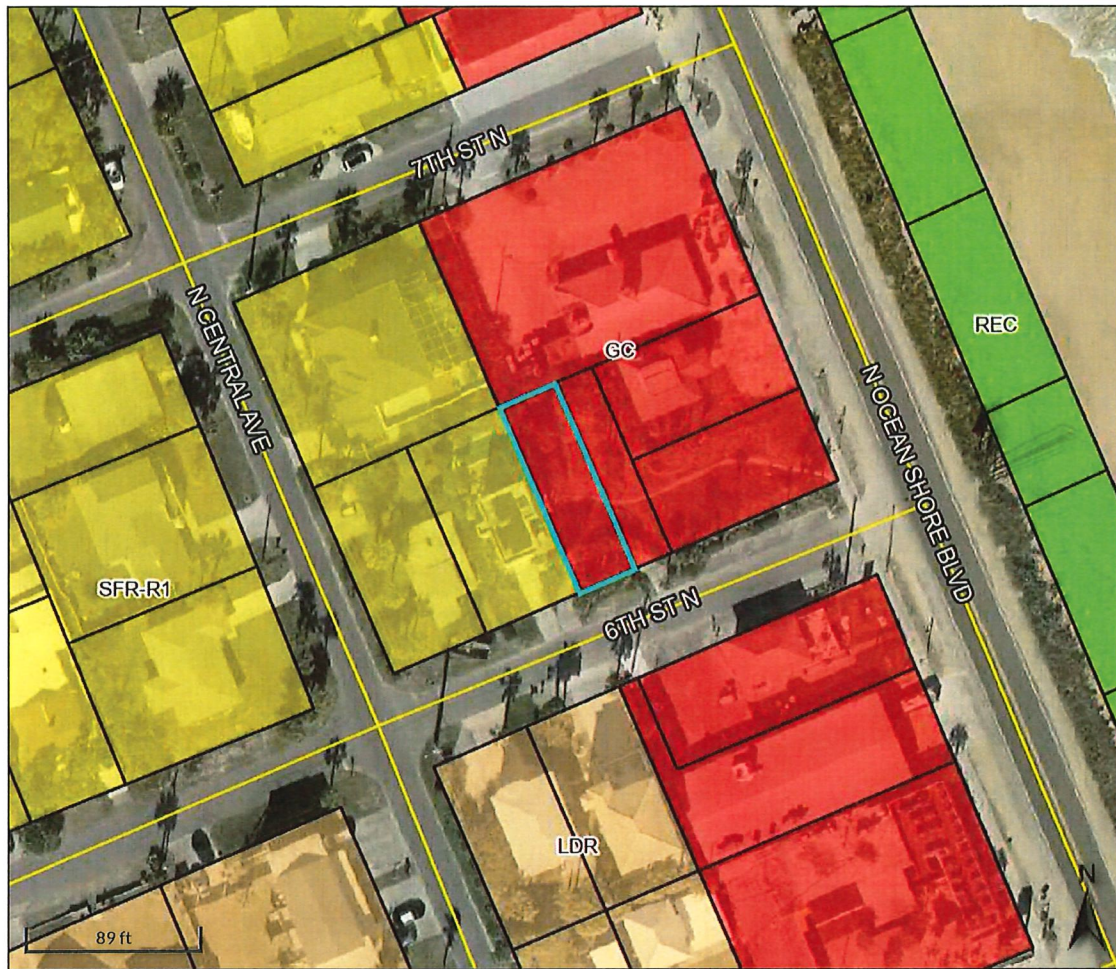 7TH ST N
N CENTRAL AVE
GC
REC
N OCEAN SHORE BLVD
SFR-R1
6TH ST N
LDR
N
89 ft